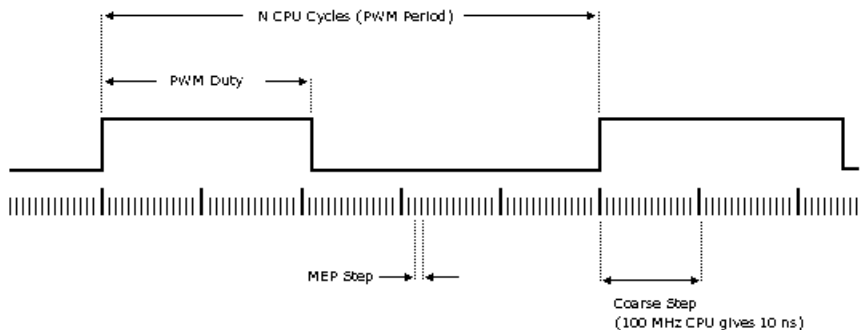 N CPU Cycles (PWM Period)
PWM Duty
MEP Step
Coarse Step
(100 MHz CPU gives 10 ns)